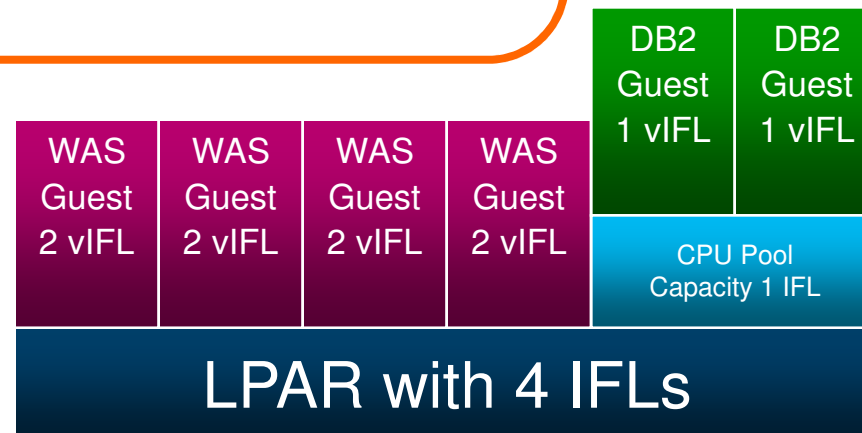 DB2
Guest
1 vIFL
DB2
Guest
1 vIFL
WAS
Guest
2 vIFL
WAS
Guest
2 vIFL
WAS
Guest
2 vIFL
WAS
Guest
2 vIFL
CPU Pool
Capacity 1 IFL
LPAR with 4 IFLs